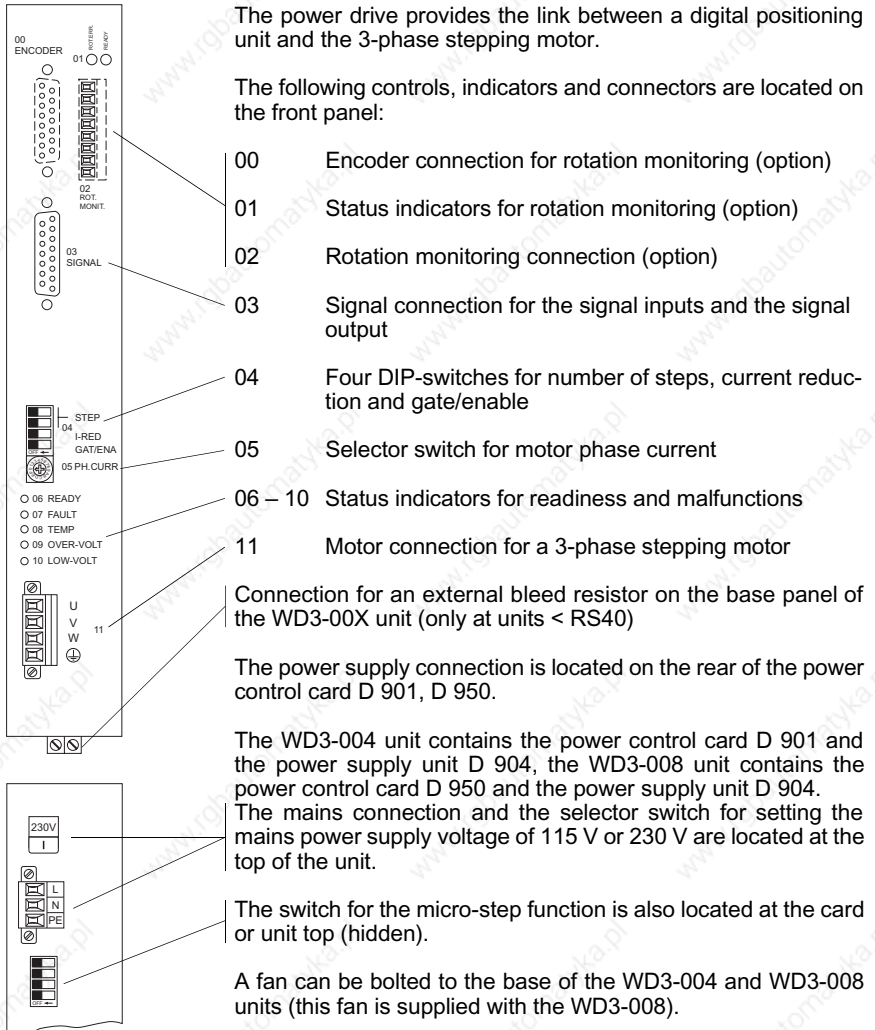 00
ENCODER
ROT.ERR.
READY
01
02
ROT.
MONIT.
03
SIGNAL
STEP
04
I-RED
GAT/ENA
OFF ←
05 PH.CURR
06 READY
07 FAULT
08 TEMP
09 OVER-VOLT
10 LOW-VOLT
U
V
W
11
230V
I
L
N
PE
OFF ←
The power drive provides the link between a digital positioning
unit and the 3-phase stepping motor.
The following controls, indicators and connectors are located on
the front panel:
00 Encoder connection for rotation monitoring (option)
01 Status indicators for rotation monitoring (option)
02 Rotation monitoring connection (option)
03 Signal connection for the signal inputs and the signal
output
04 Four DIP-switches for number of steps, current reduc-
tion and gate/enable
05 Selector switch for motor phase current
06 – 10 Status indicators for readiness and malfunctions
11 Motor connection for a 3-phase stepping motor
Connection for an external bleed resistor on the base panel of
the WD3-00X unit (only at units < RS40)
The power supply connection is located on the rear of the power
control card D 901, D 950.
The WD3-004 unit contains the power control card D 901 and
the power supply unit D 904, the WD3-008 unit contains the
power control card D 950 and the power supply unit D 904.
The mains connection and the selector switch for setting the
mains power supply voltage of 115 V or 230 V are located at the
top of the unit.
The switch for the micro-step function is also located at the card
or unit top (hidden).
A fan can be bolted to the base of the WD3-004 and WD3-008
units (this fan is supplied with the WD3-008).
www.rgbautomatyka.pl